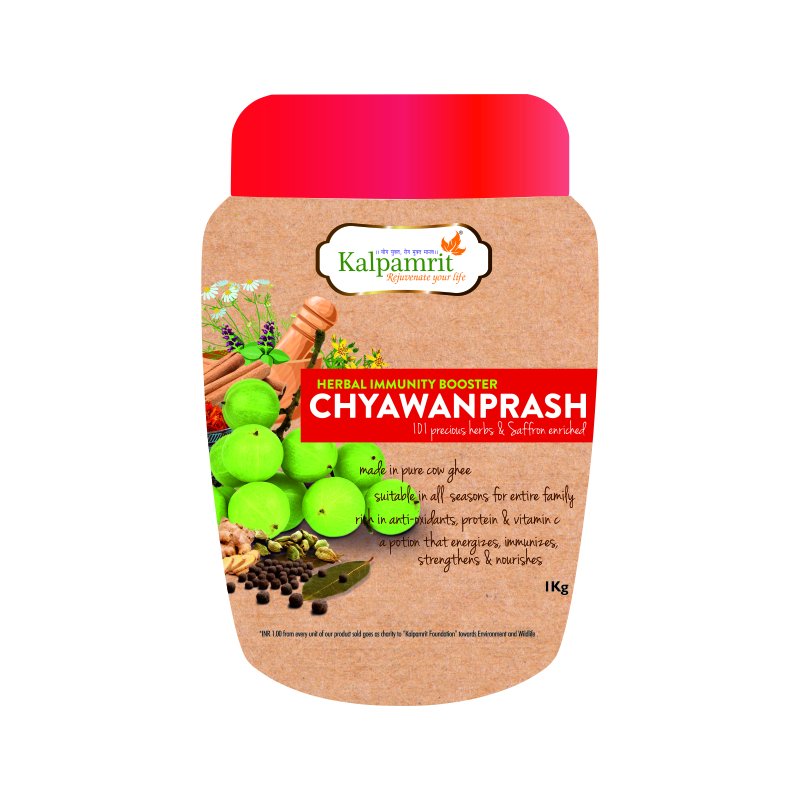 ।। योग युक्त, रोग मुक्त मानव।।
Kalpamrit®
Rejuvenate your life
HERBAL IMMUNITY BOOSTER
CHYAWANPRASH
101 precious herbs & Saffron enriched
made in pure cow ghee
suitable in all seasons for entire family
rich in anti-oxidants, protein & vitamin c
a potion that energizes, immunizes,
strengthens & nourishes
1Kg
*INR 1.00 from every unit of our product sold goes as charity to "Kalpamrit Foundation" towards Environment and Wildlife